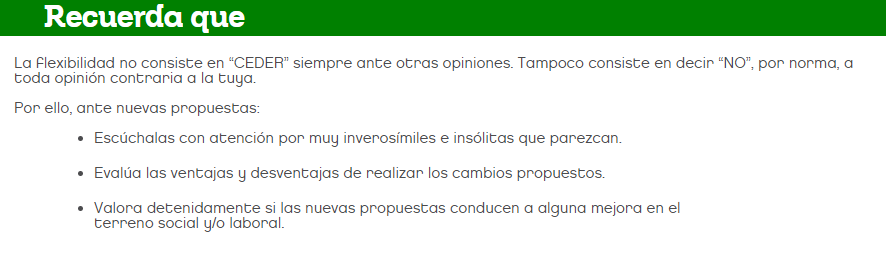 Recuerda que
La flexibilidad no consiste en “CEDER” siempre ante otras opiniones. Tampoco consiste en decir “NO”, por norma, a
toda opinión contraria a la tuya.
Por ello, ante nuevas propuestas:
• Escúchalas con atención por muy inverosímiles e insólitas que parezcan.
• Evalúa las ventajas y desventajas de realizar los cambios propuestos.
• Valora detenidamente si las nuevas propuestas conducen a alguna mejora en el
terreno social y/o laboral.